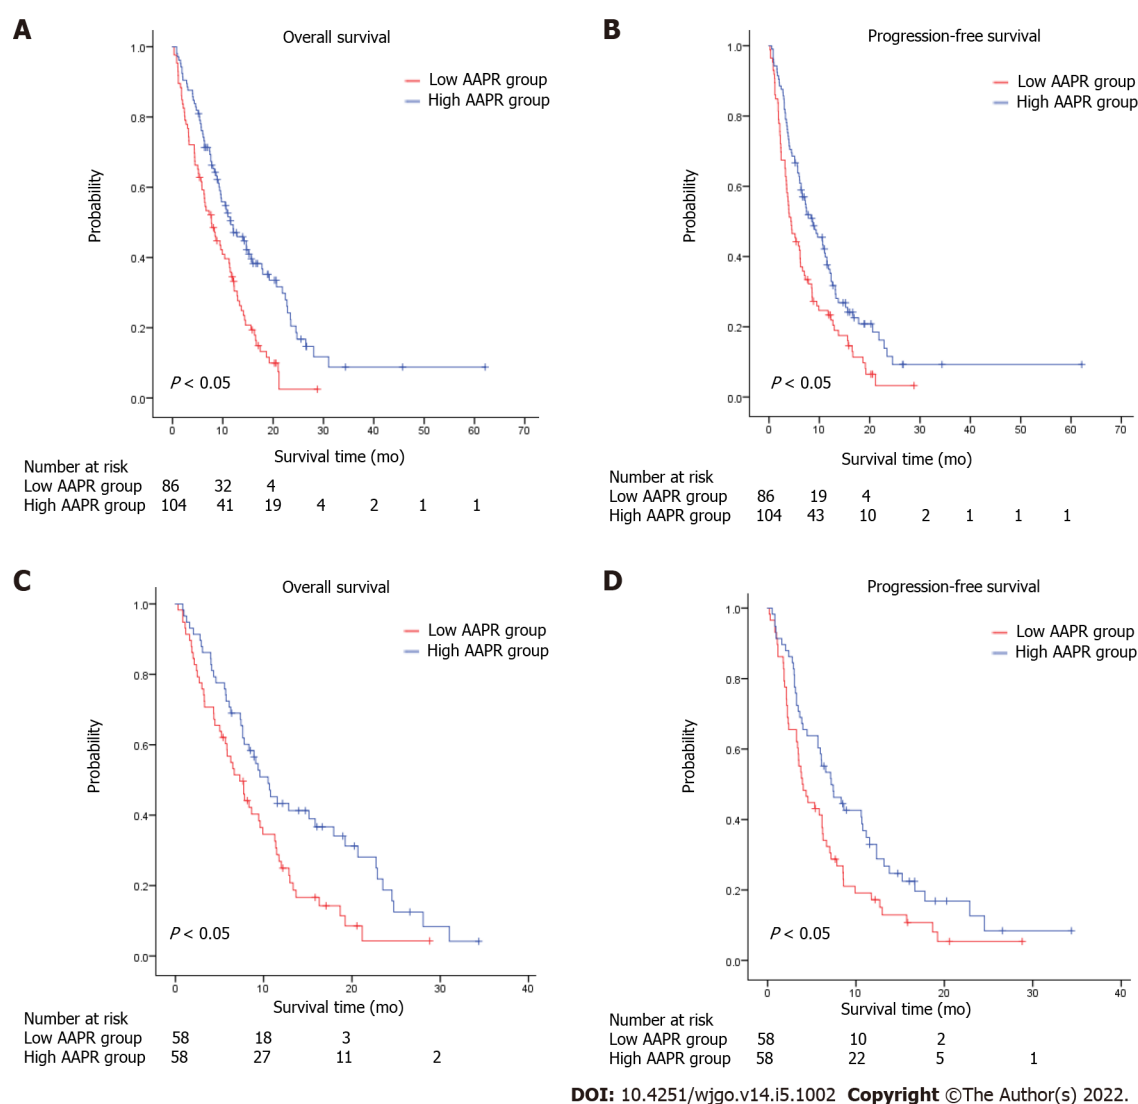 A
Overall survival
Low AAPR group
High AAPR group
Probability
1.0
0.8
0.6
0.4
0.2
0.0
P < 0.05
0 10 20 30 40 50 60 70
Survival time (mo)
Number at risk
Low AAPR group 86 32 4
High AAPR group 104 41 19 4 2 1 1
B
Progression-free survival
Low AAPR group
High AAPR group
Probability
1.0
0.8
0.6
0.4
0.2
0.0
P < 0.05
0 10 20 30 40 50 60 70
Survival time (mo)
Number at risk
Low AAPR group 86 19 4
High AAPR group 104 43 10 2 1 1 1
C
Overall survival
Low AAPR group
High AAPR group
Probability
1.0
0.8
0.6
0.4
0.2
0.0
P < 0.05
0 10 20 30 40
Survival time (mo)
Number at risk
Low AAPR group 58 18 3
High AAPR group 58 27 11 2
D
Progression-free survival
Low AAPR group
High AAPR group
Probability
1.0
0.8
0.6
0.4
0.2
0.0
P < 0.05
0 10 20 30 40
Survival time (mo)
Number at risk
Low AAPR group 58 10 2
High AAPR group 58 22 5 1
DOI: 10.4251/wjgo.v14.i5.1002 Copyright ©The Author(s) 2022.